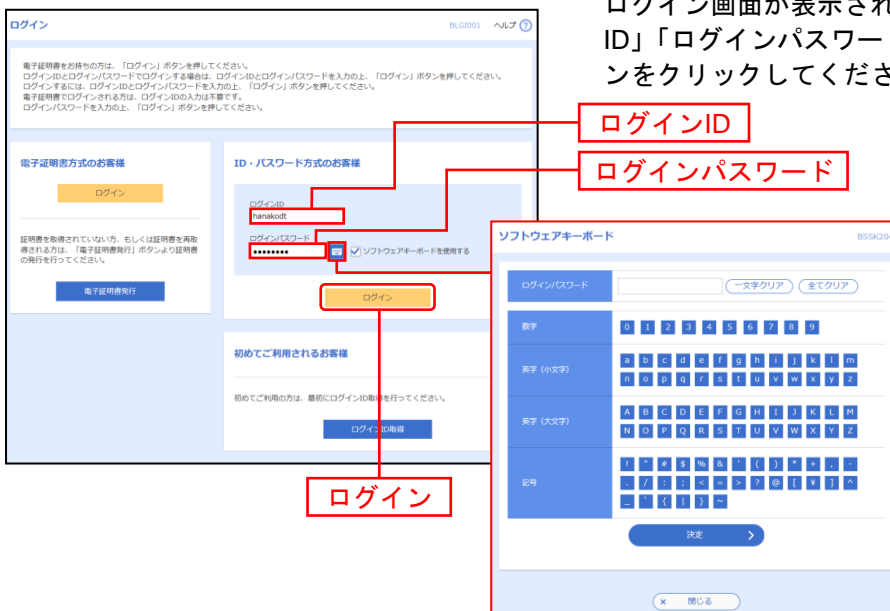 ログイン画面が表示され
ID」「ログインパスワー
ンをクリックしてくださ
ログイン
BLGI001 ヘルプ ?
電子証明書をお持ちの方は、「ログイン」ボタンを押してください。
ログインIDとログインパスワードでログインする場合は、ログインIDとログインパスワードを入力の上、「ログイン」ボタンを押してください。
ログインするには、ログインIDとログインパスワードを入力の上、「ログイン」ボタンを押してください。
電子証明書でログインされる方は、ログインIDの入力は不要です。
ログインパスワードを入力の上、「ログイン」ボタンを押してください。
ログインID
ログインパスワード
電子証明書方式のお客様
ログイン
証明書を取得されていない方、もしくは証明書を再取
得される方は、「電子証明書発行」ボタンより証明書
の発行を行ってください。
電子証明書発行
ID・パスワード方式のお客様
ログインID
hanakodt
ログインパスワード
●●●●●●●● ソフトウェアキーボードを使用する
ログイン
初めてご利用されるお客様
初めてご利用の方は、最初にログインID取得を行ってください。
ログインID取得
ログイン
ソフトウェアキーボード
BSSK20
ログインパスワード 一文字クリア 全てクリア
数字 0 1 2 3 4 5 6 7 8 9
英字（小文字） a b c d e f g h i j k l m
n o p q r s t u v w x y z
英字（大文字） A B C D E F G H I J K L M
N O P Q R S T U V W X Y Z
記号 ! " # $ % & ' ( ) * + , -
. / : ; < = > ? @ [ ¥ ] ^
_ ` { | } ~
決定
× 閉じる